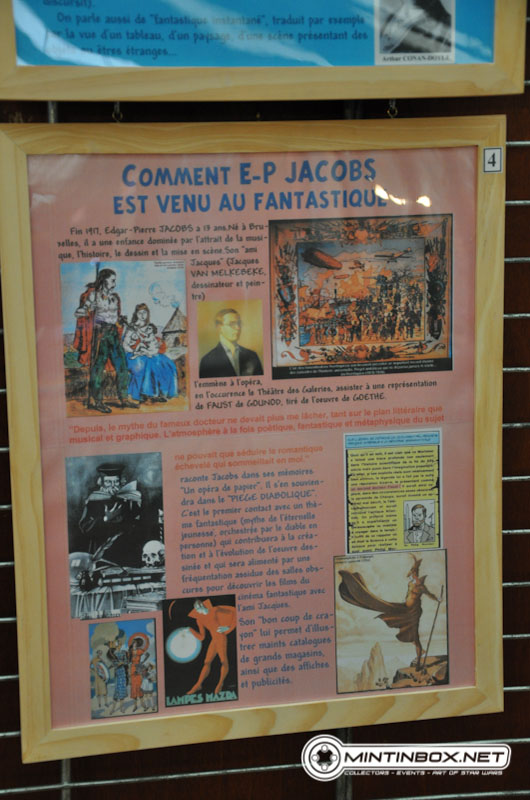 discursif).
On parle aussi de "fantastique instantané", traduit par exemple
par la vue d'un tableau, d'un paysage, d'une scène présentant des
ou êtres étranges...
Arthur CONAN-DOYLE
4
COMMENT E-P JACOBS
EST VENU AU FANTASTIQUE
Fin 1917, Edgar-Pierre JACOBS a 13 ans. Né à Bru-
xelles, il a une enfance dominée par l'attrait de la musi-
que, l'histoire, le dessin et la mise en scène. Son "ami
Jacques" (Jacques
VAN MELKEBEKE,
dessinateur et pein-
tre)
l'emmène à l'opéra,
en l'occurence le Théâtre des Galeries, assister à une représentation
de FAUST de GOUNOD, tiré de l'oeuvre de GOETHE.
"Depuis, le mythe du fameux docteur ne devait plus me lâcher, tant sur le plan littéraire que
musical et graphique. L'atmosphère à la fois poétique, fantastique et métaphysique du sujet
ne pouvait que séduire le romantique
échevelé qui sommeillait en moi."
raconte Jacobs dans ses mémoires
"Un opéra de papier". Il s'en souvien-
dra dans le "PIEGE DIABOLIQUE".
C'est le premier contact avec un thè-
me fantastique (mythe de l'éternelle
jeunesse, orchestrée par le diable en
personne) qui contribuera à la créa-
tion et à l'évolution de l'oeuvre des-
sinée et qui sera alimenté par une
fréquentation assidue des salles obs-
cures pour découvrir les films du
cinéma fantastique avec
l'ami Jacques.
Son "bon coup de cra-
yon" lui permet d'illus-
trer maints catalogues
de grands magasins,
ainsi que des affiches
et publicités.
LAMPES MAZDA
MINTINBOX.NET
COLLECTORS - EVENTS - ART OF STAR WARS